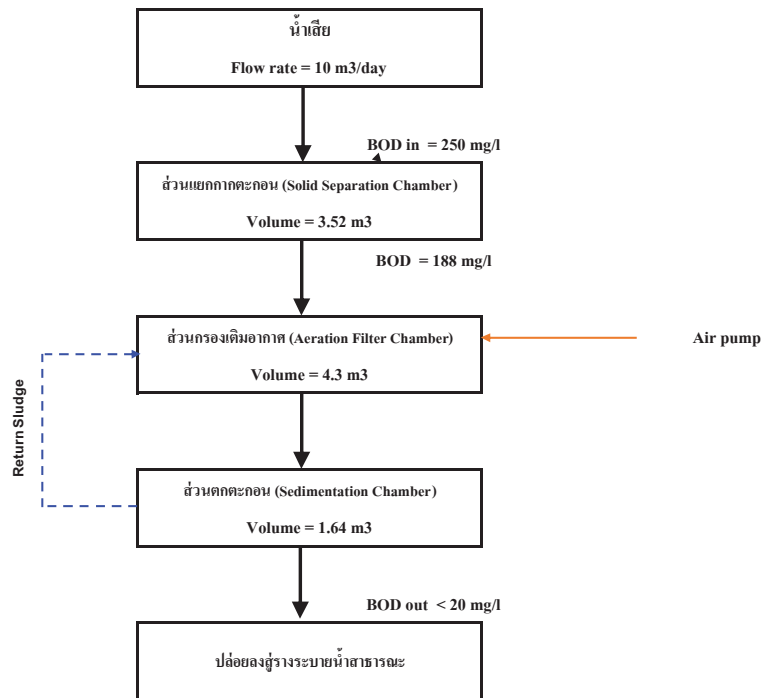 น้ำเสีย
Flow rate = 10 m3/day
BOD in = 250 mg/l
ส่วนแยกกากตะกอน (Solid Separation Chamber)
Volume = 3.52 m3
BOD = 188 mg/l
ส่วนกรองเติมอากาศ (Aeration Filter Chamber)
Volume = 4.3 m3
Air pump
Return Sludge
ส่วนตกตะกอน (Sedimentation Chamber)
Volume = 1.64 m3
BOD out < 20 mg/l
ปล่อยลงสู่รางระบายน้ำสาธารณะ